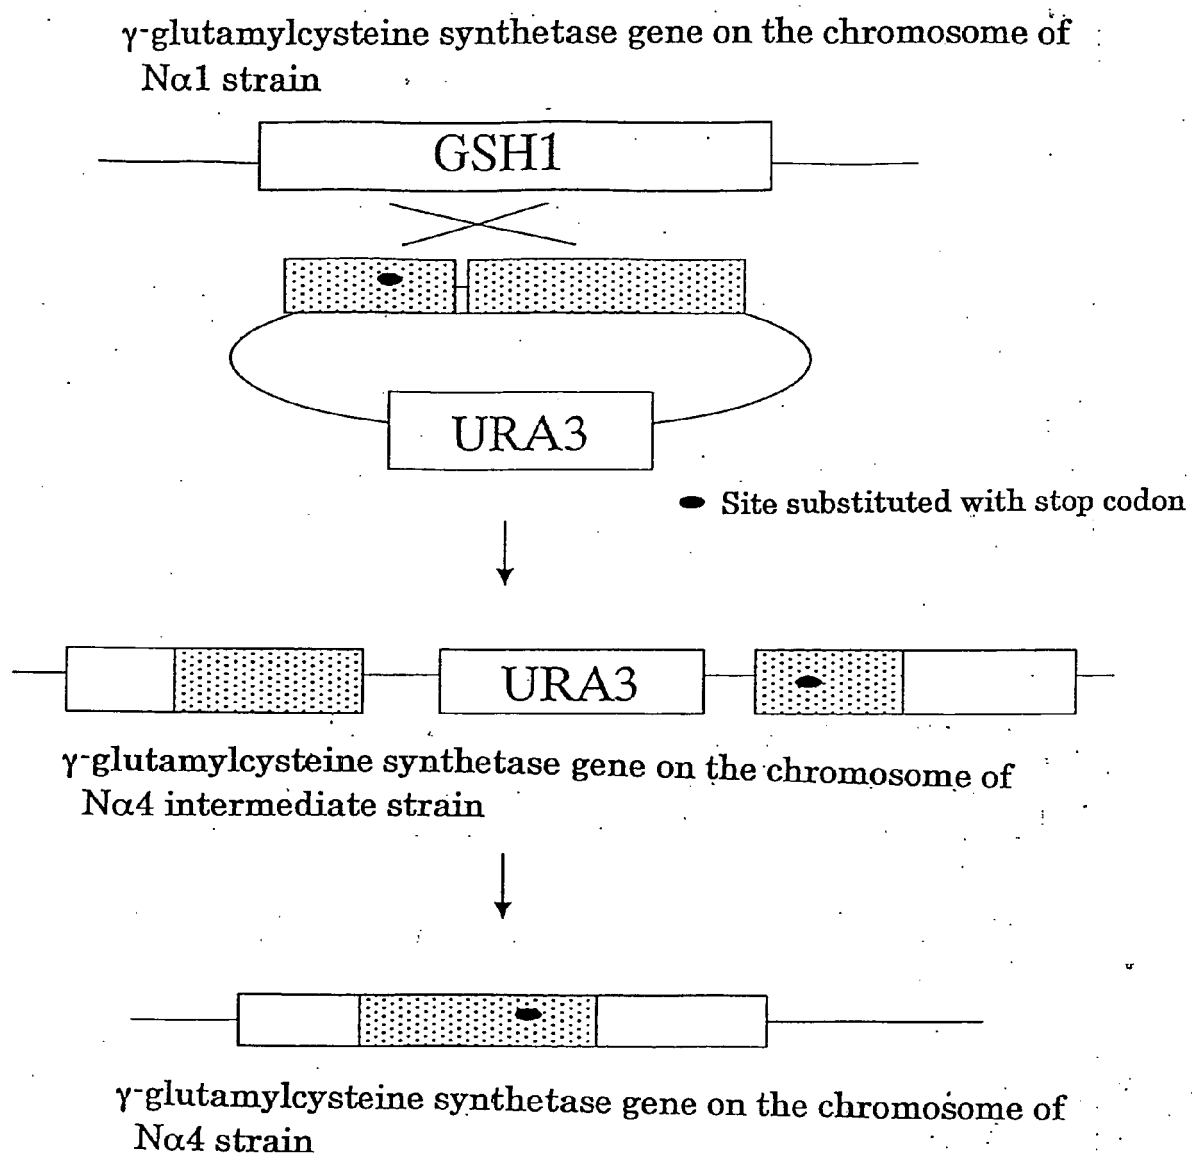 γ-glutamylcysteine synthetase gene on the chromosome of
Nα1 strain
GSH1
URA3
Site substituted with stop codon
URA3
γ-glutamylcysteine synthetase gene on the chromosome of
Nα4 intermediate strain
γ-glutamylcysteine synthetase gene on the chromosome of
Nα4 strain